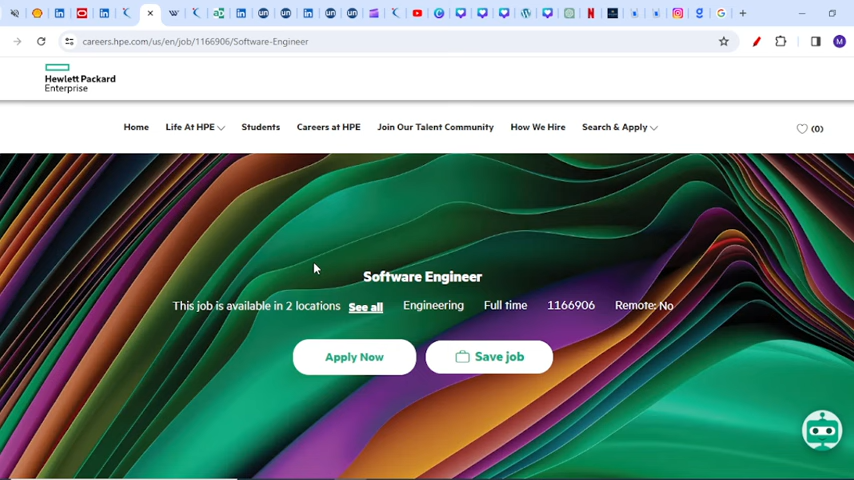 careers.hpe.com/us/en/job/1166906/Software-Engineer
M
Hewlett Packard
Enterprise
Home Life At HPE Students Careers at HPE Join Our Talent Community How We Hire Search & Apply (0)
Software Engineer
This job is available in 2 locations See all Engineering Full time 1166906 Remote: No
Apply Now Save job